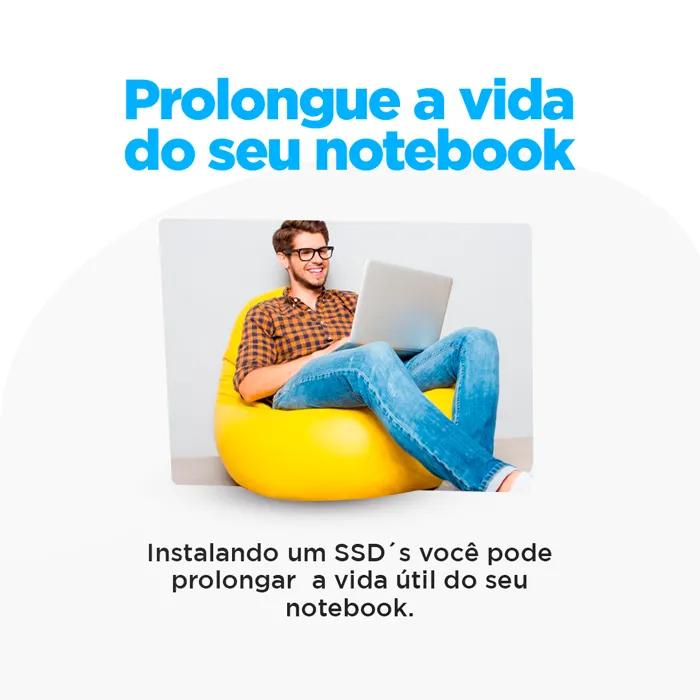 Prolongue a vida
do seu notebook
Instalando um SSD´s você pode
prolongar  a vida útil do seu
notebook.